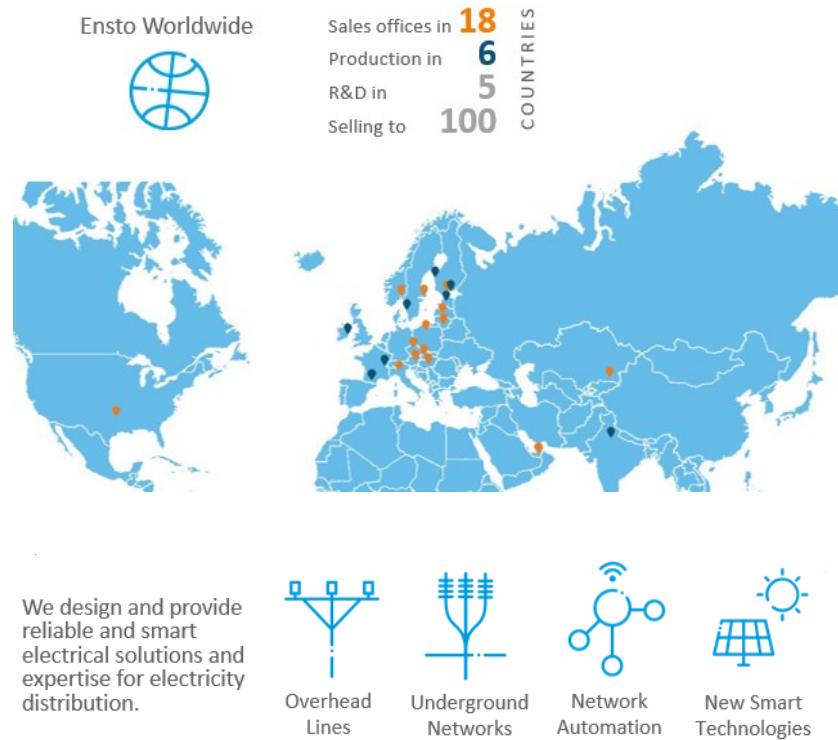 Ensto Worldwide
Sales offices in 18
Production in 6
R&D in 5
Selling to 100
COUNTRIES
We design and provide
reliable and smart
electrical solutions and
expertise for electricity
distribution.
Overhead
Lines
Underground
Networks
Network
Automation
New Smart
Technologies